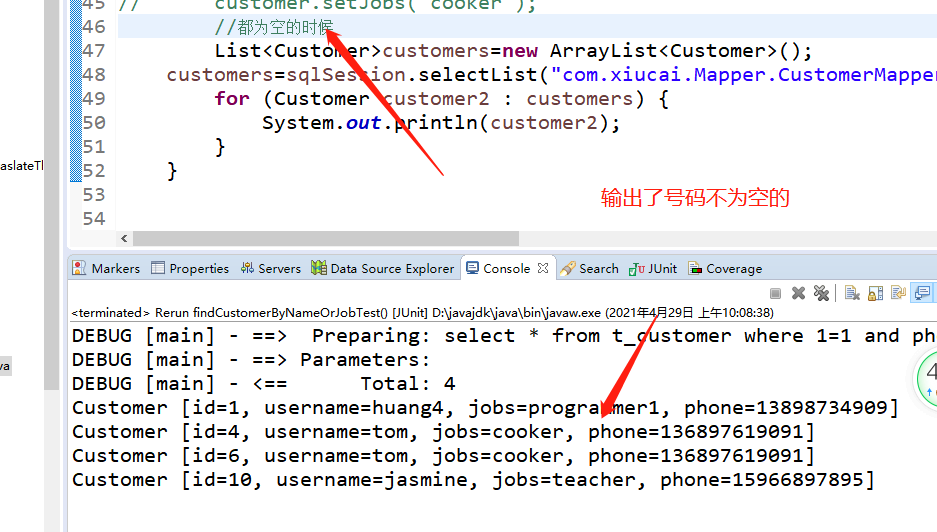 45 // customer.setJobs("cooker");
46 //都为空的时候
47 List<Customer>customers=new ArrayList<Customer>();
48 customers=sqlSession.selectList("com.xiucai.Mapper.CustomerMapper
49 for (Customer customer2 : customers) {
50 System.out.println(customer2);
51 }
52 }
53
54
aslateTl
输出了号码不为空的
Markers Properties Servers Data Source Explorer Console Search JUnit Coverage
<terminated> Rerun findCustomerByNameOrJobTest() [JUnit] D:\javajdk\java\bin\javaw.exe (2021年4月29日 上午10:08:38)
DEBUG [main] - ==> Preparing: select * from t_customer where 1=1 and ph
DEBUG [main] - ==> Parameters:
va
DEBUG [main] - <== Total: 4
4
Customer [id=1, username=huang4, jobs=programmer1, phone=13898734909]
Customer [id=4, username=tom, jobs=cooker, phone=136897619091]
Customer [id=6, username=tom, jobs=cooker, phone=136897619091]
Customer [id=10, username=jasmine, jobs=teacher, phone=15966897895]